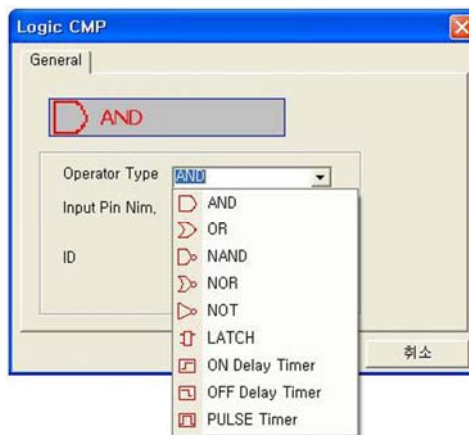 Logic CMP
General
AND
Operator Type
AND
Input Pin Nim,
ID
AND
OR
NAND
NOR
NOT
LATCH
ON Delay Timer
OFF Delay Timer
PULSE Timer
취소